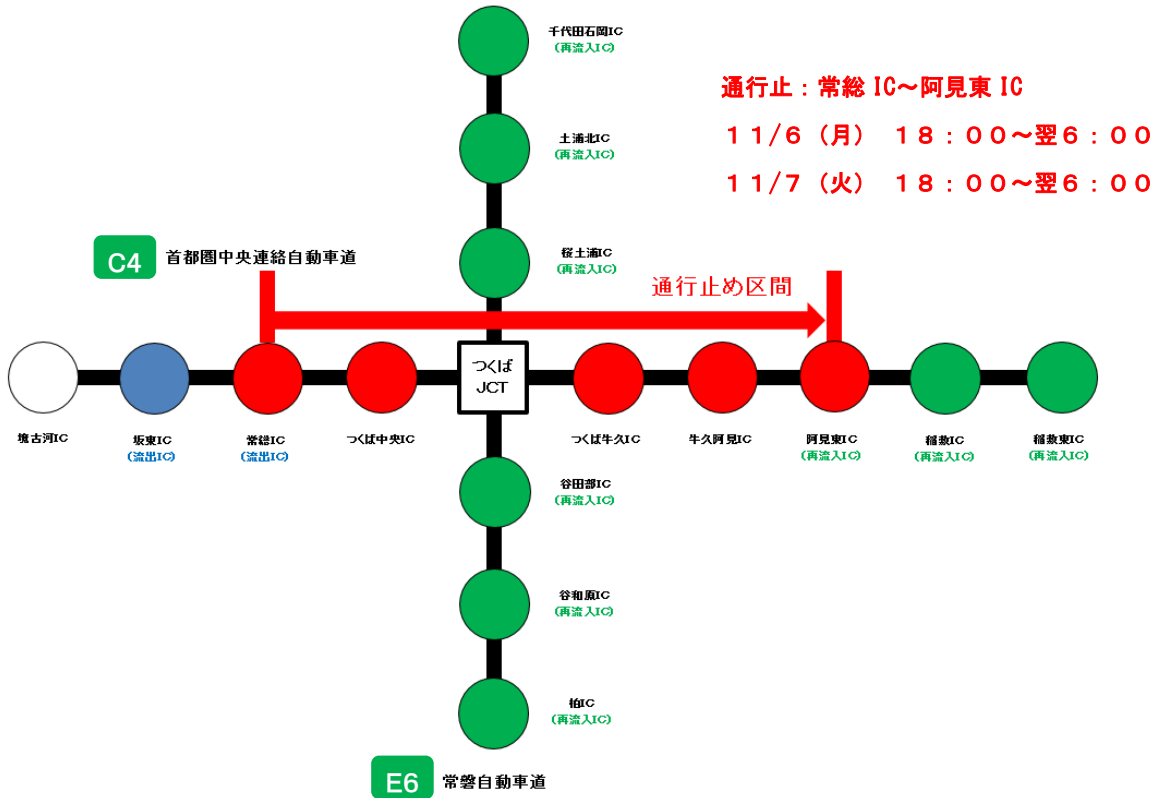 千代田石岡IC
(再流入IC)
通行止：常総 IC～阿見東 IC
土浦北IC
(再流入IC)
１１/６（月）　１８：００～翌６：００
１１/７（火）　１８：００～翌６：００
C4 首都圏中央連絡自動車道
桜土浦IC
(再流入IC)
通行止め区間
つくば
JCT
境古河IC
坂東IC
(流出IC)
常総IC
(流出IC)
つくば中央IC
つくば牛久IC
牛久阿見IC
阿見東IC
(再流入IC)
稲敷IC
(再流入IC)
稲敷東IC
(再流入IC)
谷田部IC
(再流入IC)
谷和原IC
(再流入IC)
柏IC
(再流入IC)
E6 常磐自動車道